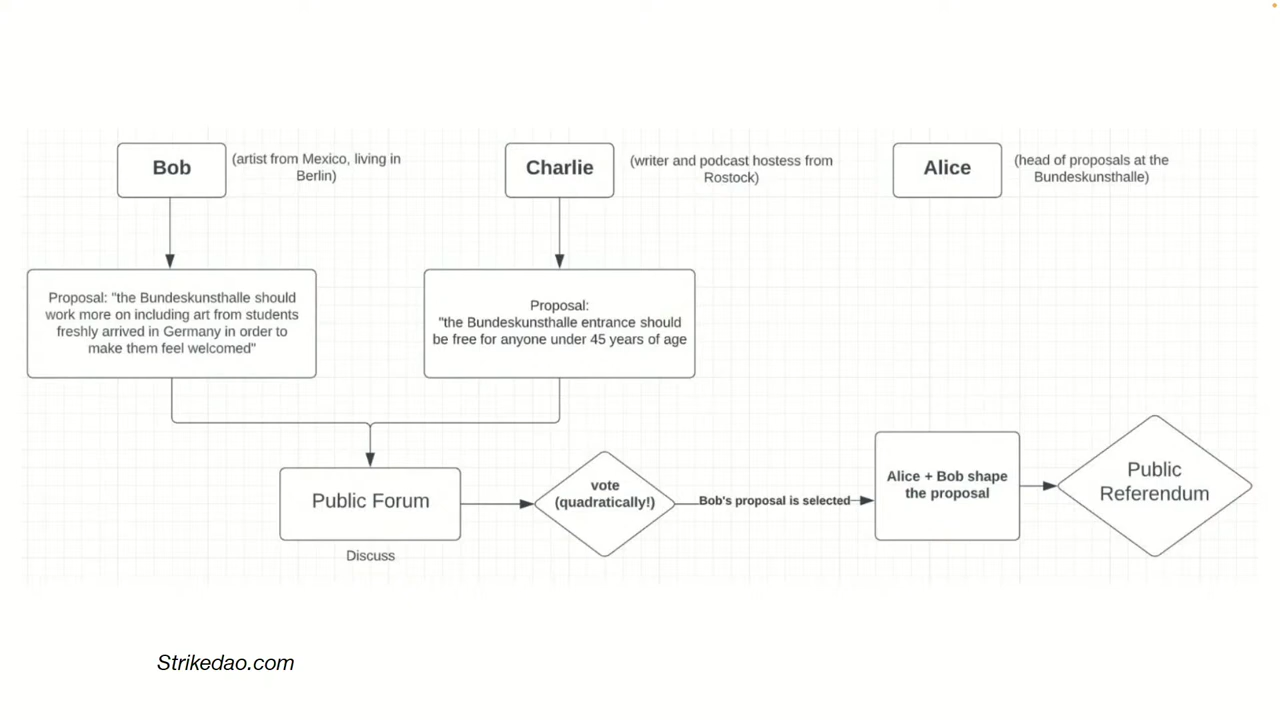 Bob
(artist from Mexico, living in
Berlin)
Charlie
(writer and podcast hostess from
Rostock)
Alice
(head of proposals at the
Bundeskunsthalle)
Proposal: "the Bundeskunsthalle should
work more on including art from students
freshly arrived in Germany in order to
make them feel welcomed"
Proposal:
"the Bundeskunsthalle entrance should
be free for anyone under 45 years of age
Public Forum
Discuss
vote
(quadratically!)
Bob's proposal is selected
Alice + Bob shape
the proposal
Public
Referendum
Strikedao.com